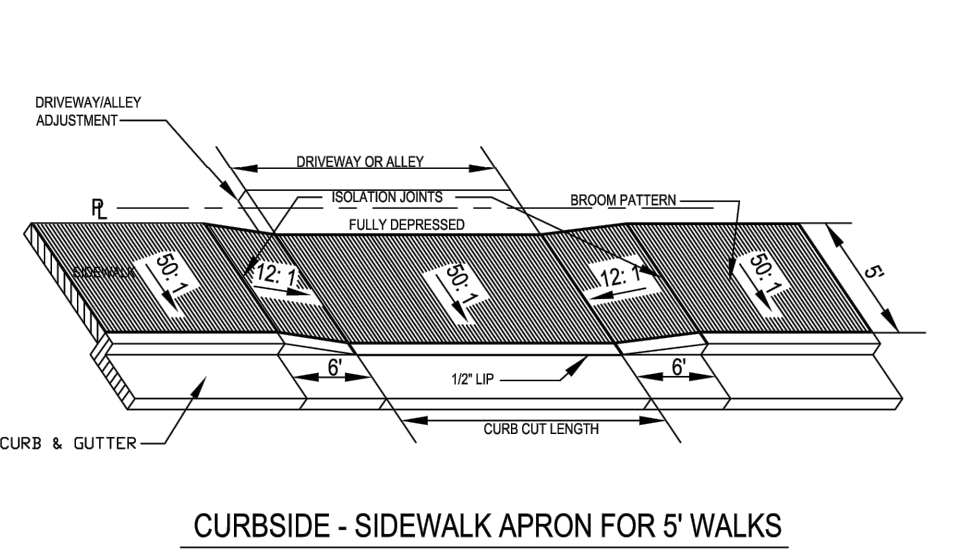 DRIVEWAY/ALLEY
ADJUSTMENT
DRIVEWAY OR ALLEY
ISOLATION JOINTS
BROOM PATTERN
PL
FULLY DEPRESSED
SIDEWALK
50: 1
12: 1
50: 1
12: 1
50: 1
5'
6'
1/2" LIP
6'
CURB CUT LENGTH
CURB & GUTTER
CURBSIDE - SIDEWALK APRON FOR 5' WALKS